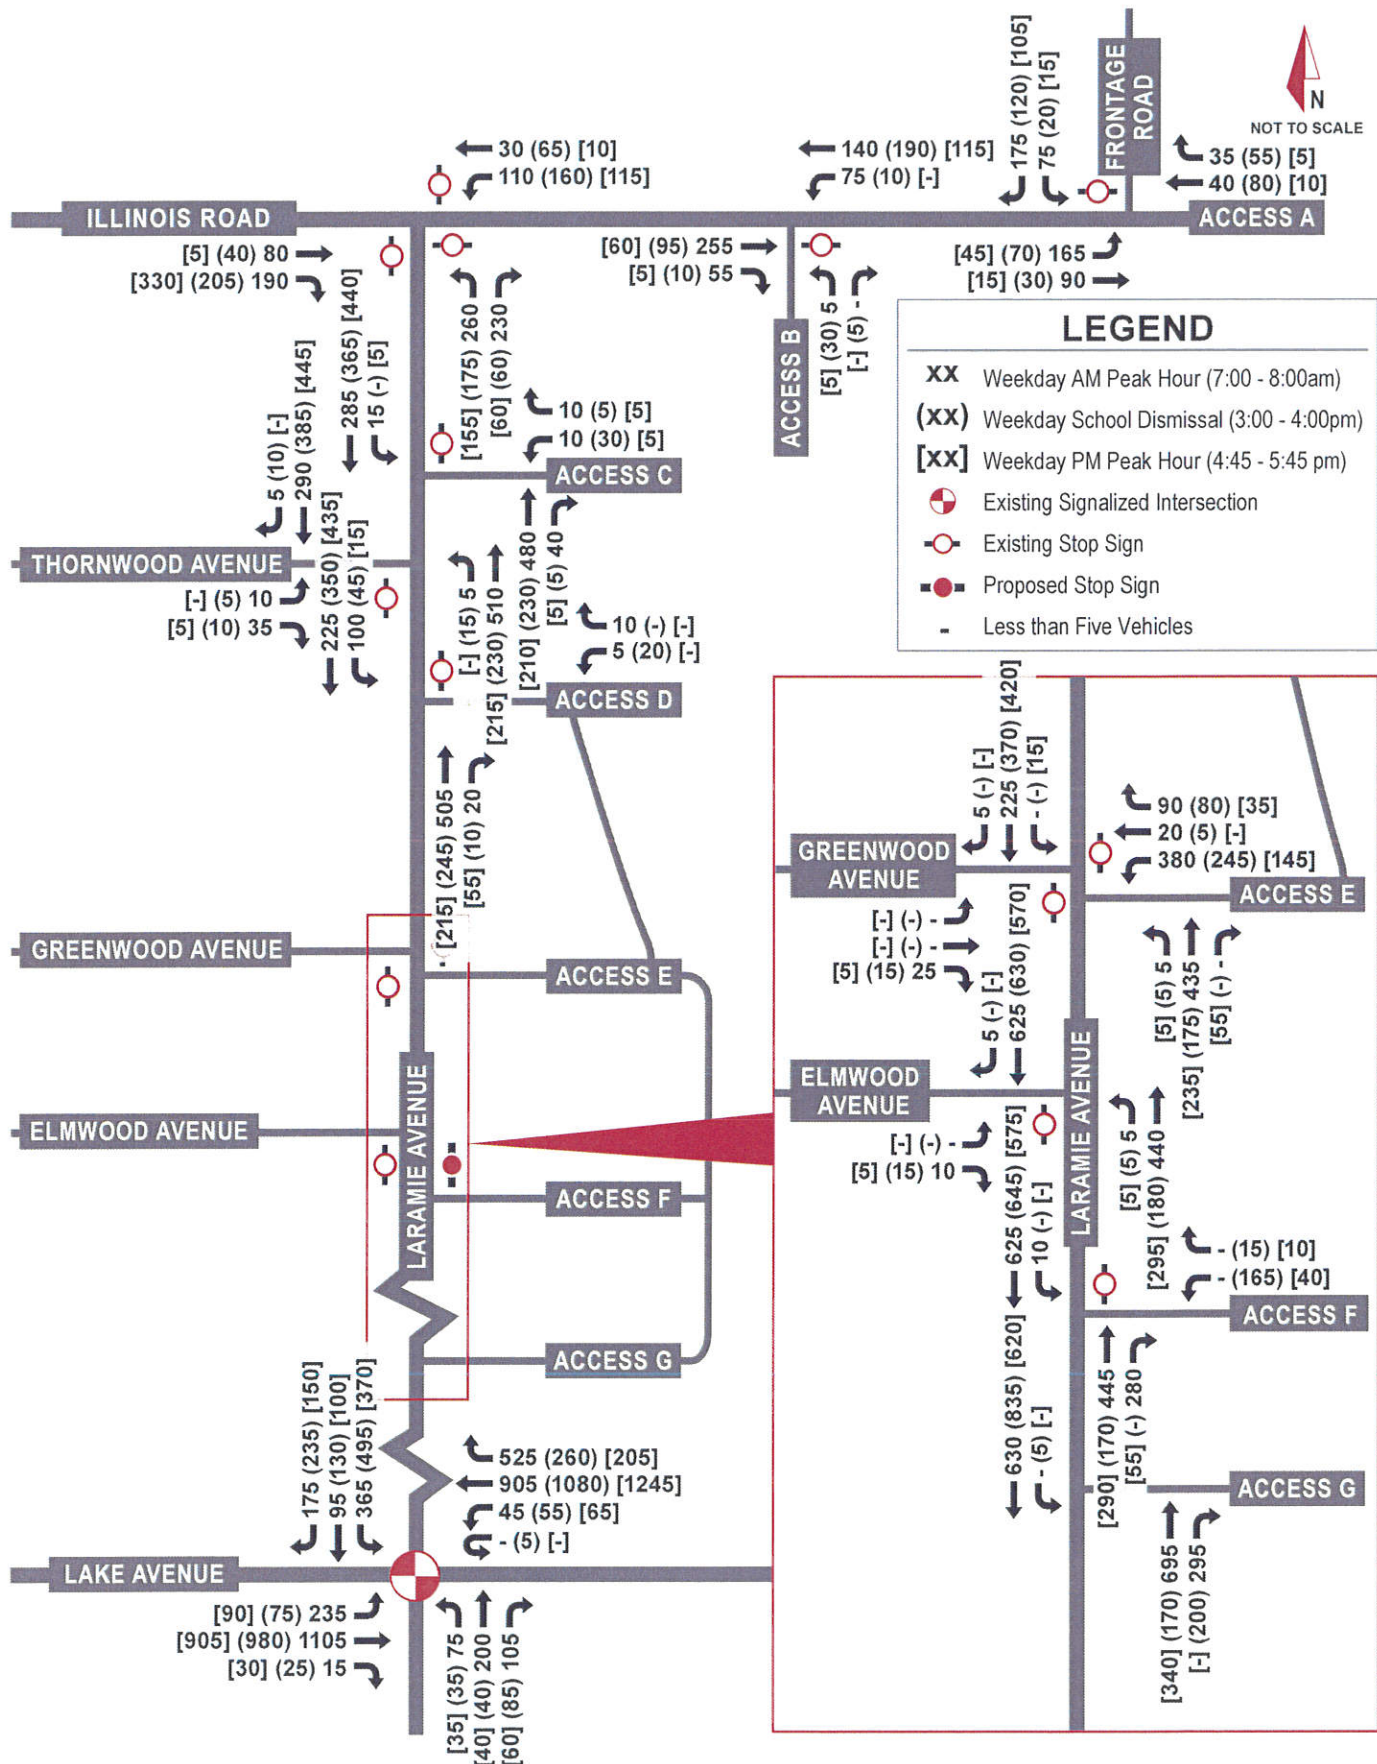 175 (120) [105]
75 (20) [15]
FRONTAGE
ROAD
N
NOT TO SCALE
30 (65) [10]
110 (160) [115]
140 (190) [115]
75 (10) [-]
35 (55) [5]
40 (80) [10]
ILLINOIS ROAD
ACCESS A
[5] (40) 80
[330] (205) 190
[60] (95) 255
[5] (10) 55
[45] (70) 165
[15] (30) 90
285 (365) [440]
15 (-) [5]
[155] (175) 260
[60] (60) 230
ACCESS B
[5] (30) 5
[-] (5) -
LEGEND
XX Weekday AM Peak Hour (7:00 - 8:00am)
(XX) Weekday School Dismissal (3:00 - 4:00pm)
[XX] Weekday PM Peak Hour (4:45 - 5:45 pm)
Existing Signalized Intersection
Existing Stop Sign
Proposed Stop Sign
- Less than Five Vehicles
10 (5) [5]
10 (30) [5]
ACCESS C
5 (10) [-]
290 (385) [445]
THORNWOOD AVENUE
[-] (5) 10
[5] (10) 35
225 (350) [435]
100 (45) [15]
[-] (15) 5
[215] (230) 510
[210] (230) 480
[5] (5) 40
10 (-) [-]
5 (20) [-]
ACCESS D
[215] (245) 505
[55] (10) 20
GREENWOOD AVENUE
ACCESS E
ELMWOOD AVENUE
LARAMIE AVENUE
ACCESS F
ACCESS G
175 (235) [150]
95 (130) [100]
365 (495) [370]
525 (260) [205]
905 (1080) [1245]
45 (55) [65]
- (5) [-]
LAKE AVENUE
[90] (75) 235
[905] (980) 1105
[30] (25) 15
[35] (35) 75
[40] (40) 200
[60] (85) 105
5 (-) [-]
225 (370) [420]
- (-) [15]
90 (80) [35]
20 (5) [-]
380 (245) [145]
GREENWOOD
AVENUE
ACCESS E
[-] (-) -
[-] (-) -
[5] (15) 25
5 (-) [-]
625 (630) [570]
[5] (5) 5
[235] (175) 435
[55] (-) -
ELMWOOD
AVENUE
LARAMIE AVENUE
[-] (-) -
[5] (15) 10
625 (645) [575]
10 (-) [-]
[5] (5) 5
[295] (180) 440
- (15) [10]
- (165) [40]
ACCESS F
630 (835) [620]
- (5) [-]
[290] (170) 445
[55] (-) 280
ACCESS G
[340] (170) 695
[-] (200) 295